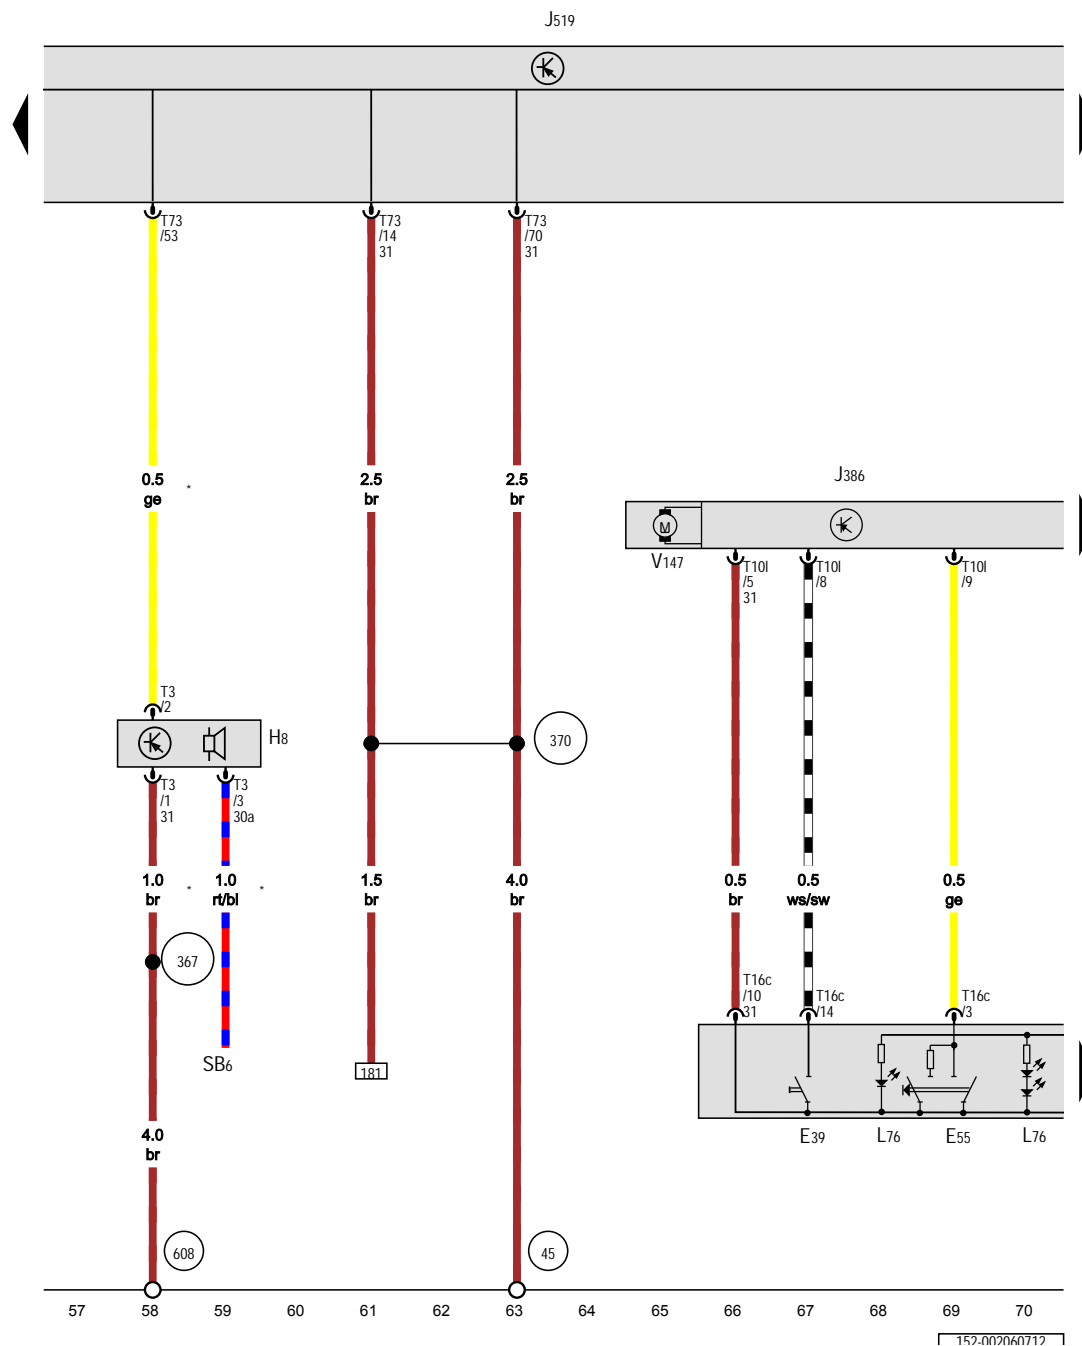 J519
T73
/53
T73
/14
31
T73
/70
31
0.5
ge
*
2.5
br
2.5
br
J386
V147
T10l
/5
31
T10l
/8
T10l
/9
M
T3
/2
H8
370
T3
/1
31
T3
/3
30a
1.0
br
*
1.0
rt/bl
*
1.5
br
4.0
br
0.5
br
0.5
ws/sw
0.5
ge
367
T16c
/10
31
T16c
/14
T16c
/3
SB6
181
E39
L76
E55
L76
4.0
br
608
45
57 58 59 60 61 62 63 64 65 66 67 68 69 70
152-002060712